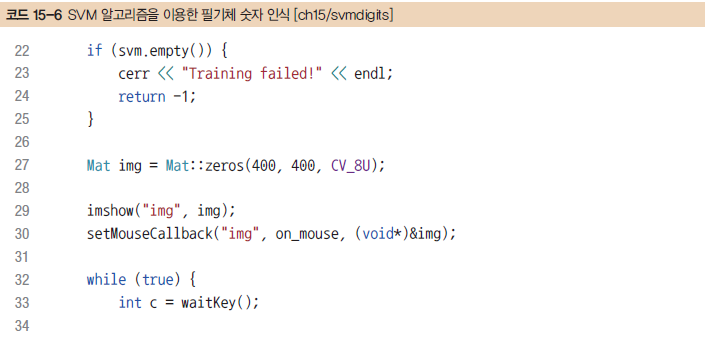 코드 15-6 SVM 알고리즘을 이용한 필기체 숫자 인식 [ch15/svmdigits]
22 if (svm.empty()) {
23 cerr << "Training failed!" << endl;
24 return -1;
25 }
26
27 Mat img = Mat::zeros(400, 400, CV_8U);
28
29 imshow("img", img);
30 setMouseCallback("img", on_mouse, (void*)&img);
31
32 while (true) {
33 int c = waitKey();
34